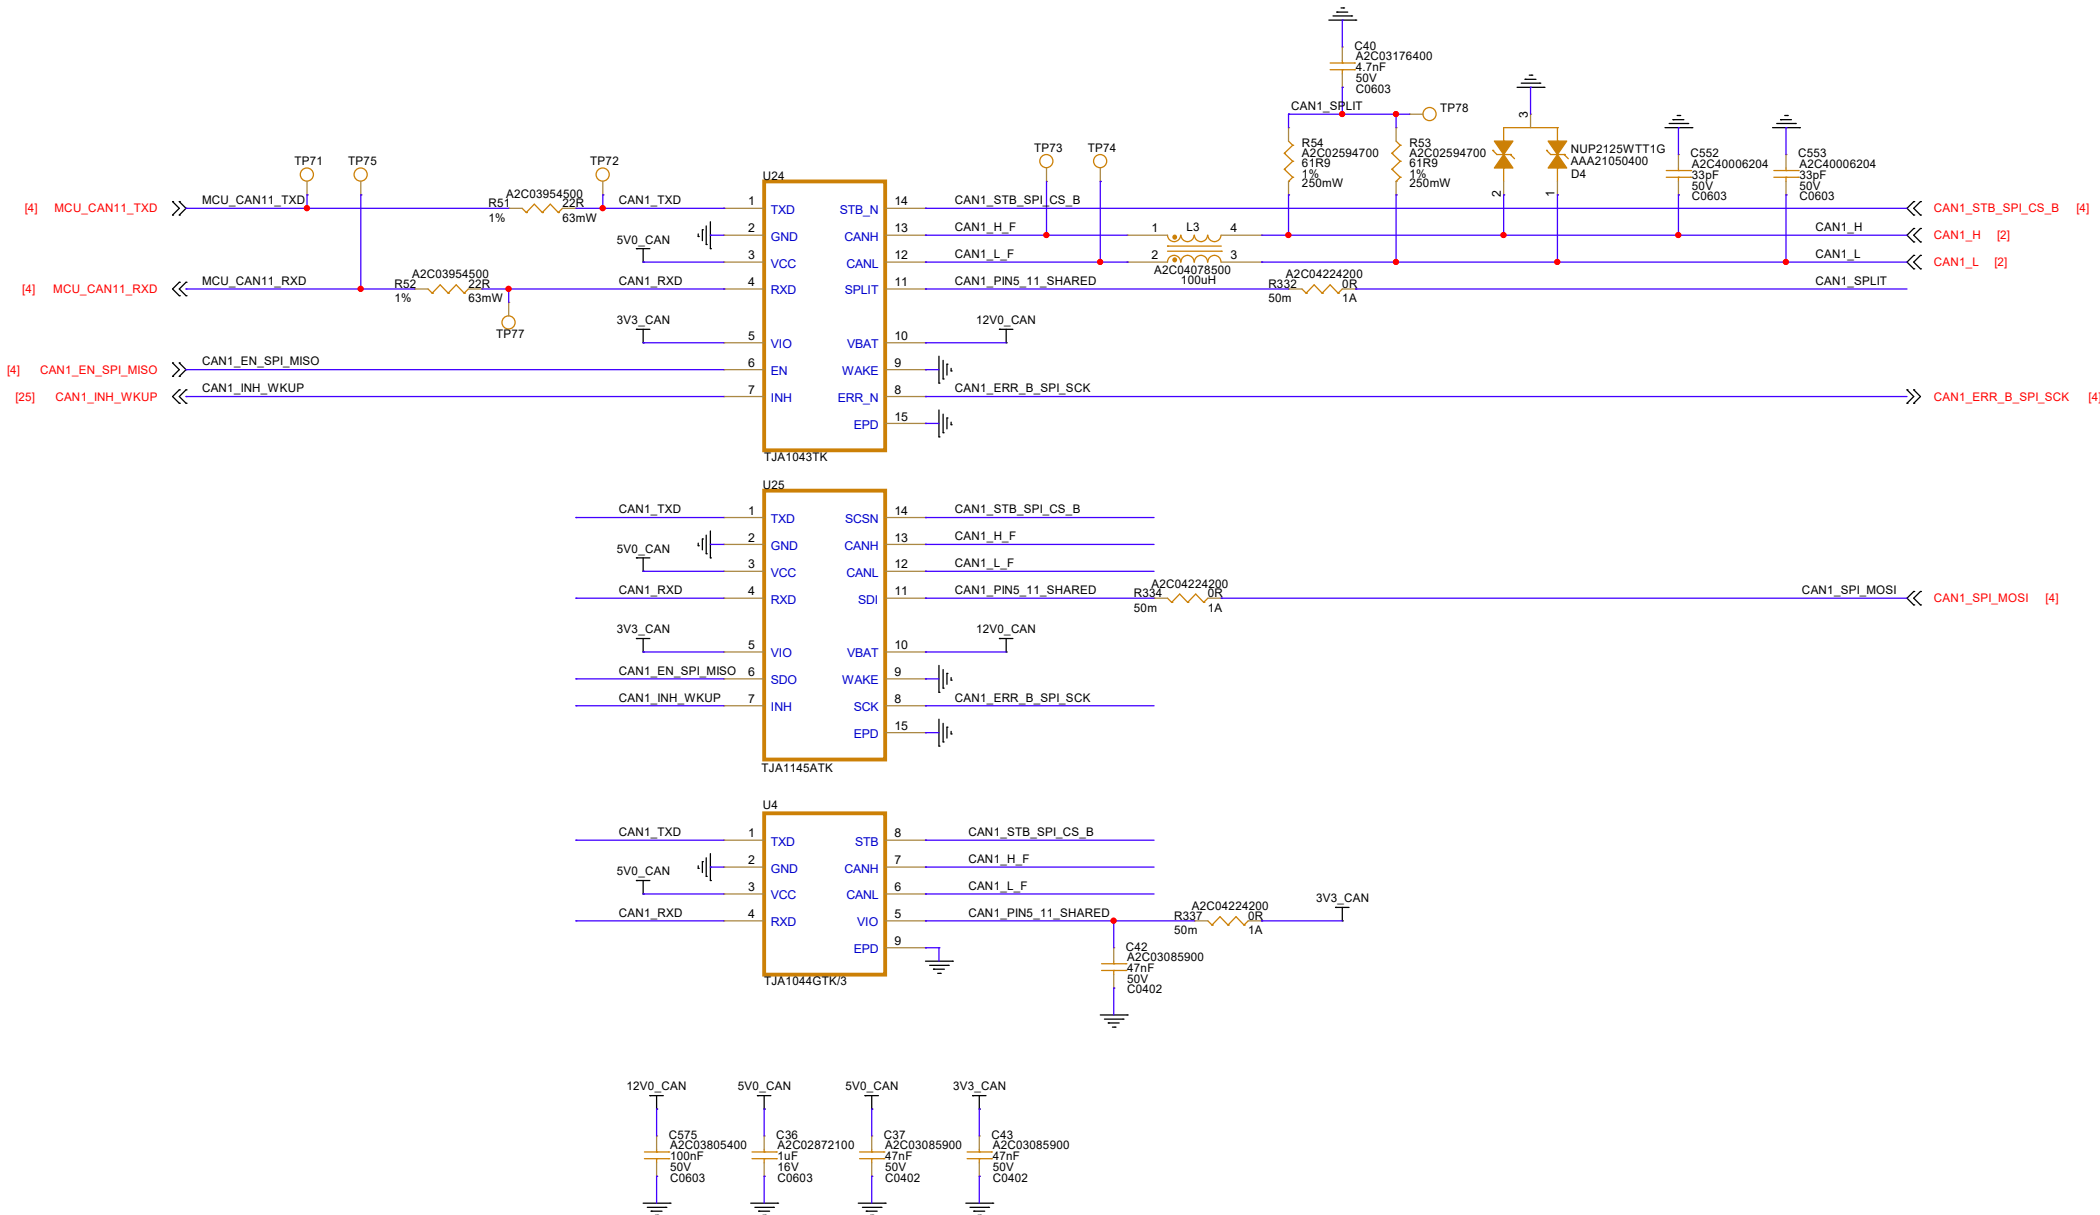 C40
A2C03176400
4.7nF
50V
C0603
CAN1_SPLIT
TP78
R54
A2C02594700
61R9
1%
250mW
R53
A2C02594700
61R9
1%
250mW
3
2
1
NUP2125WTT1G
AAA21050400
D4
C552
A2C40006204
33pF
50V
C0603
C553
A2C40006204
33pF
50V
C0603
TP71
TP75
TP72
TP73
TP74
[4] MCU_CAN11_TXD
MCU_CAN11_TXD
A2C03954500
R51
22R
1%
63mW
CAN1_TXD
[4] MCU_CAN11_RXD
MCU_CAN11_RXD
A2C03954500
R52
22R
1%
63mW
TP77
CAN1_RXD
5V0_CAN
3V3_CAN
[4] CAN1_EN_SPI_MISO
CAN1_EN_SPI_MISO
[25] CAN1_INH_WKUP
CAN1_INH_WKUP
U24
1 TXD
2 GND
3 VCC
4 RXD
5 VIO
6 EN
7 INH
STB_N 14
CANH 13
CANL 12
SPLIT 11
VBAT 10
WAKE 9
ERR_N 8
EPD 15
TJA1043TK
CAN1_STB_SPI_CS_B
CAN1_STB_SPI_CS_B [4]
CAN1_H_F
1 L3 4
CAN1_H
CAN1_H [2]
CAN1_L_F
2 3
A2C04078500
100uH
CAN1_L
CAN1_L [2]
CAN1_PIN5_11_SHARED
A2C04224200
R332
0R
50m
1A
CAN1_SPLIT
12V0_CAN
CAN1_ERR_B_SPI_SCK
CAN1_ERR_B_SPI_SCK [4]
U25
CAN1_TXD
5V0_CAN
CAN1_RXD
3V3_CAN
CAN1_EN_SPI_MISO
CAN1_INH_WKUP
1 TXD
2 GND
3 VCC
4 RXD
5 VIO
6 SDO
7 INH
SCSN 14
CANH 13
CANL 12
SDI 11
VBAT 10
WAKE 9
SCK 8
EPD 15
TJA1145ATK
CAN1_STB_SPI_CS_B
CAN1_H_F
CAN1_L_F
CAN1_PIN5_11_SHARED
A2C04224200
R334
0R
50m
1A
CAN1_SPI_MOSI
CAN1_SPI_MOSI [4]
12V0_CAN
CAN1_ERR_B_SPI_SCK
U4
CAN1_TXD
5V0_CAN
CAN1_RXD
1 TXD
2 GND
3 VCC
4 RXD
STB 8
CANH 7
CANL 6
VIO 5
EPD 9
TJA1044GTK/3
CAN1_STB_SPI_CS_B
CAN1_H_F
CAN1_L_F
CAN1_PIN5_11_SHARED
A2C04224200
R337
0R
50m
1A
3V3_CAN
C42
A2C03085900
47nF
50V
C0402
12V0_CAN
C575
A2C03805400
100nF
50V
C0603
5V0_CAN
C36
A2C02872100
1uF
16V
C0603
5V0_CAN
C37
A2C03085900
47nF
50V
C0402
3V3_CAN
C43
A2C03085900
47nF
50V
C0402